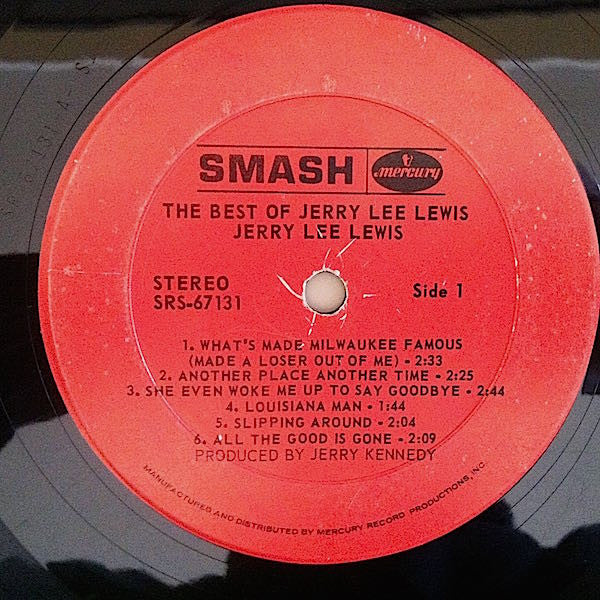 SMASH mercury
THE BEST OF JERRY LEE LEWIS
JERRY LEE LEWIS
STEREO
SRS-67131
Side 1
1. WHAT'S MADE MILWAUKEE FAMOUS
(MADE A LOSER OUT OF ME) - 2:33
2. ANOTHER PLACE ANOTHER TIME - 2:25
3. SHE EVEN WOKE ME UP TO SAY GOODBYE - 2:44
4. LOUISIANA MAN - 1:44
5. SLIPPING AROUND - 2:04
6. ALL THE GOOD IS GONE - 2:09
PRODUCED BY JERRY KENNEDY
MANUFACTURED AND DISTRIBUTED BY MERCURY RECORD PRODUCTIONS, INC.